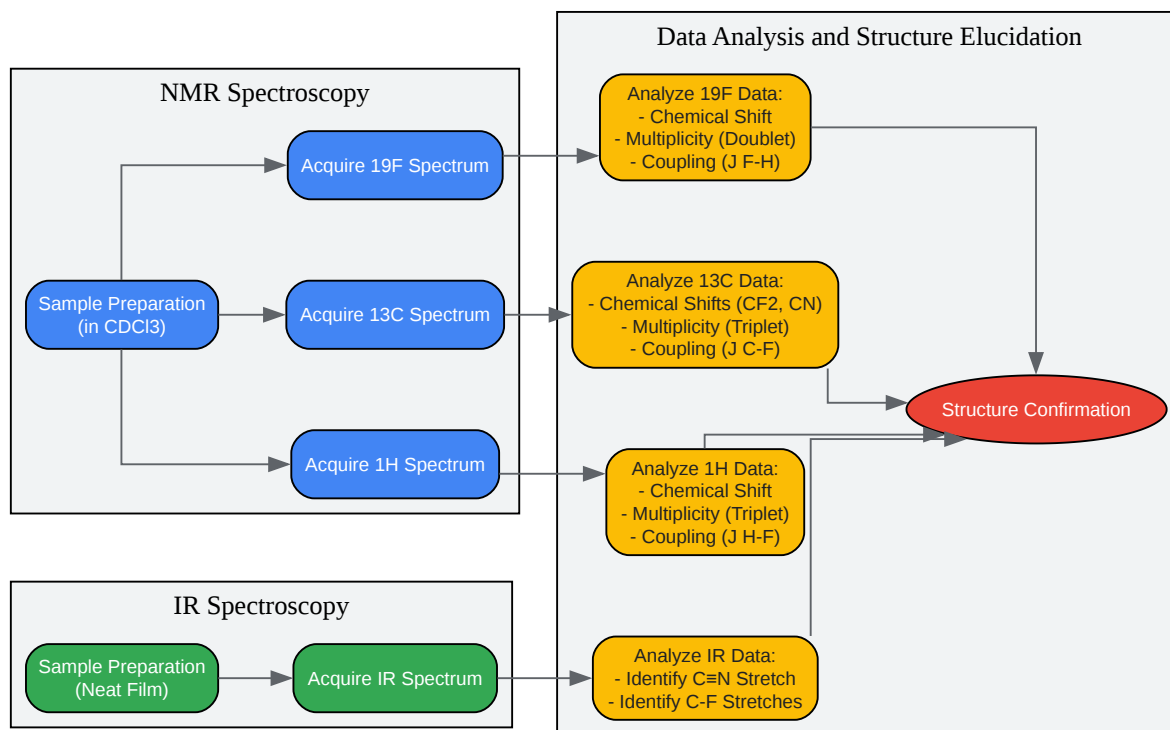 Data Analysis and Structure Elucidation
NMR Spectroscopy
Analyze 19F Data:
- Chemical Shift
- Multiplicity (Doublet)
- Coupling (J F-H)
Acquire 19F Spectrum
Sample Preparation
(in CDCl3)
Acquire 13C Spectrum
Analyze 13C Data:
- Chemical Shifts (CF2, CN)
- Multiplicity (Triplet)
- Coupling (J C-F)
Structure Confirmation
Acquire 1H Spectrum
Analyze 1H Data:
- Chemical Shift
- Multiplicity (Triplet)
- Coupling (J H-F)
IR Spectroscopy
Sample Preparation
(Neat Film)
Acquire IR Spectrum
Analyze IR Data:
- Identify C≡N Stretch
- Identify C-F Stretches